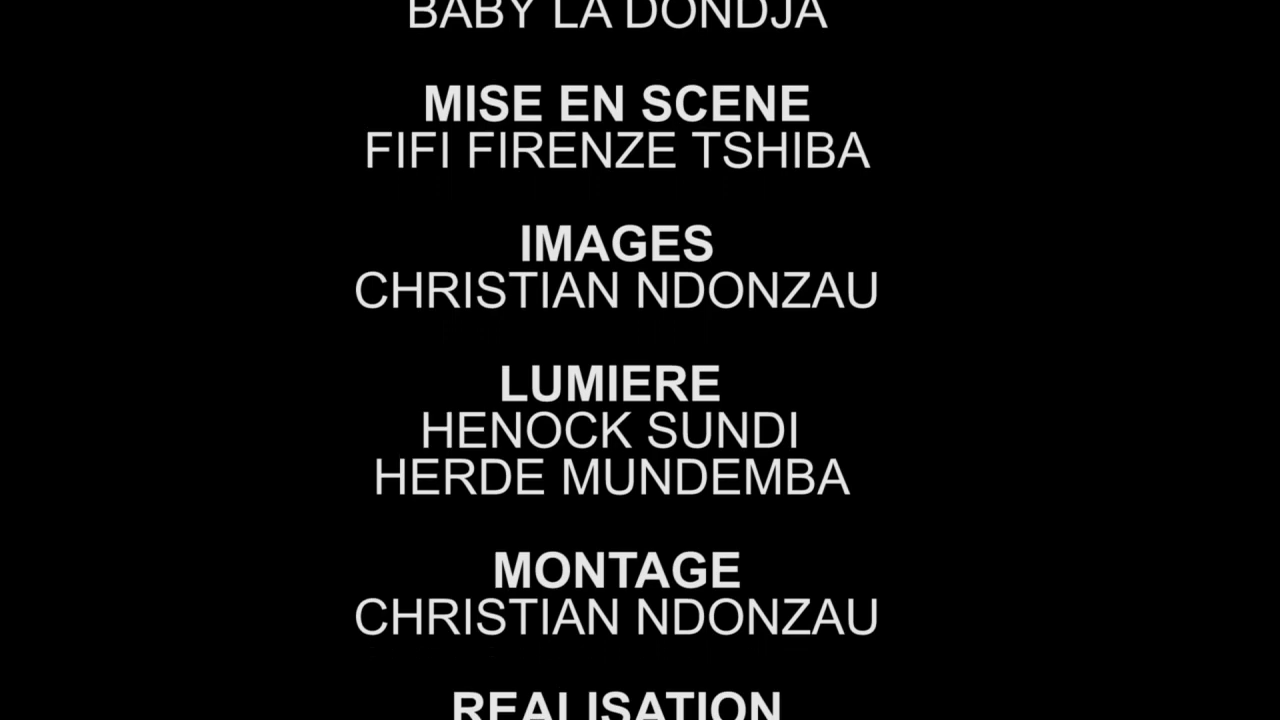 BABY LA DONDJA
MISE EN SCENE
FIFI FIRENZE TSHIBA
IMAGES
CHRISTIAN NDONZAU
LUMIERE
HENOCK SUNDI
HERDE MUNDEMBA
MONTAGE
CHRISTIAN NDONZAU
REALISATION